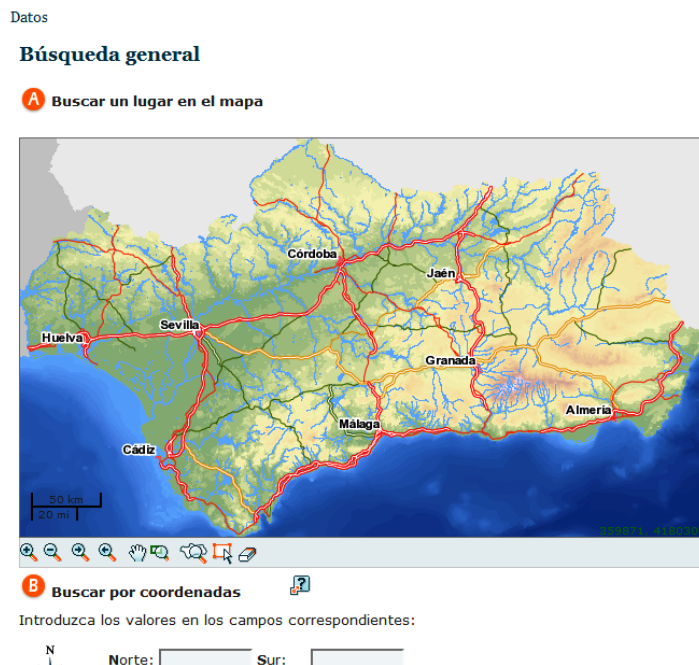 Datos
Búsqueda general
A Buscar un lugar en el mapa
Córdoba
Jaén
Sevilla
Huelva
Granada
Almeria
Málaga
Cádiz
50 km
20 mi
359871, 418030
B Buscar por coordenadas
?
Introduzca los valores en los campos correspondientes:
N
Norte: Sur: